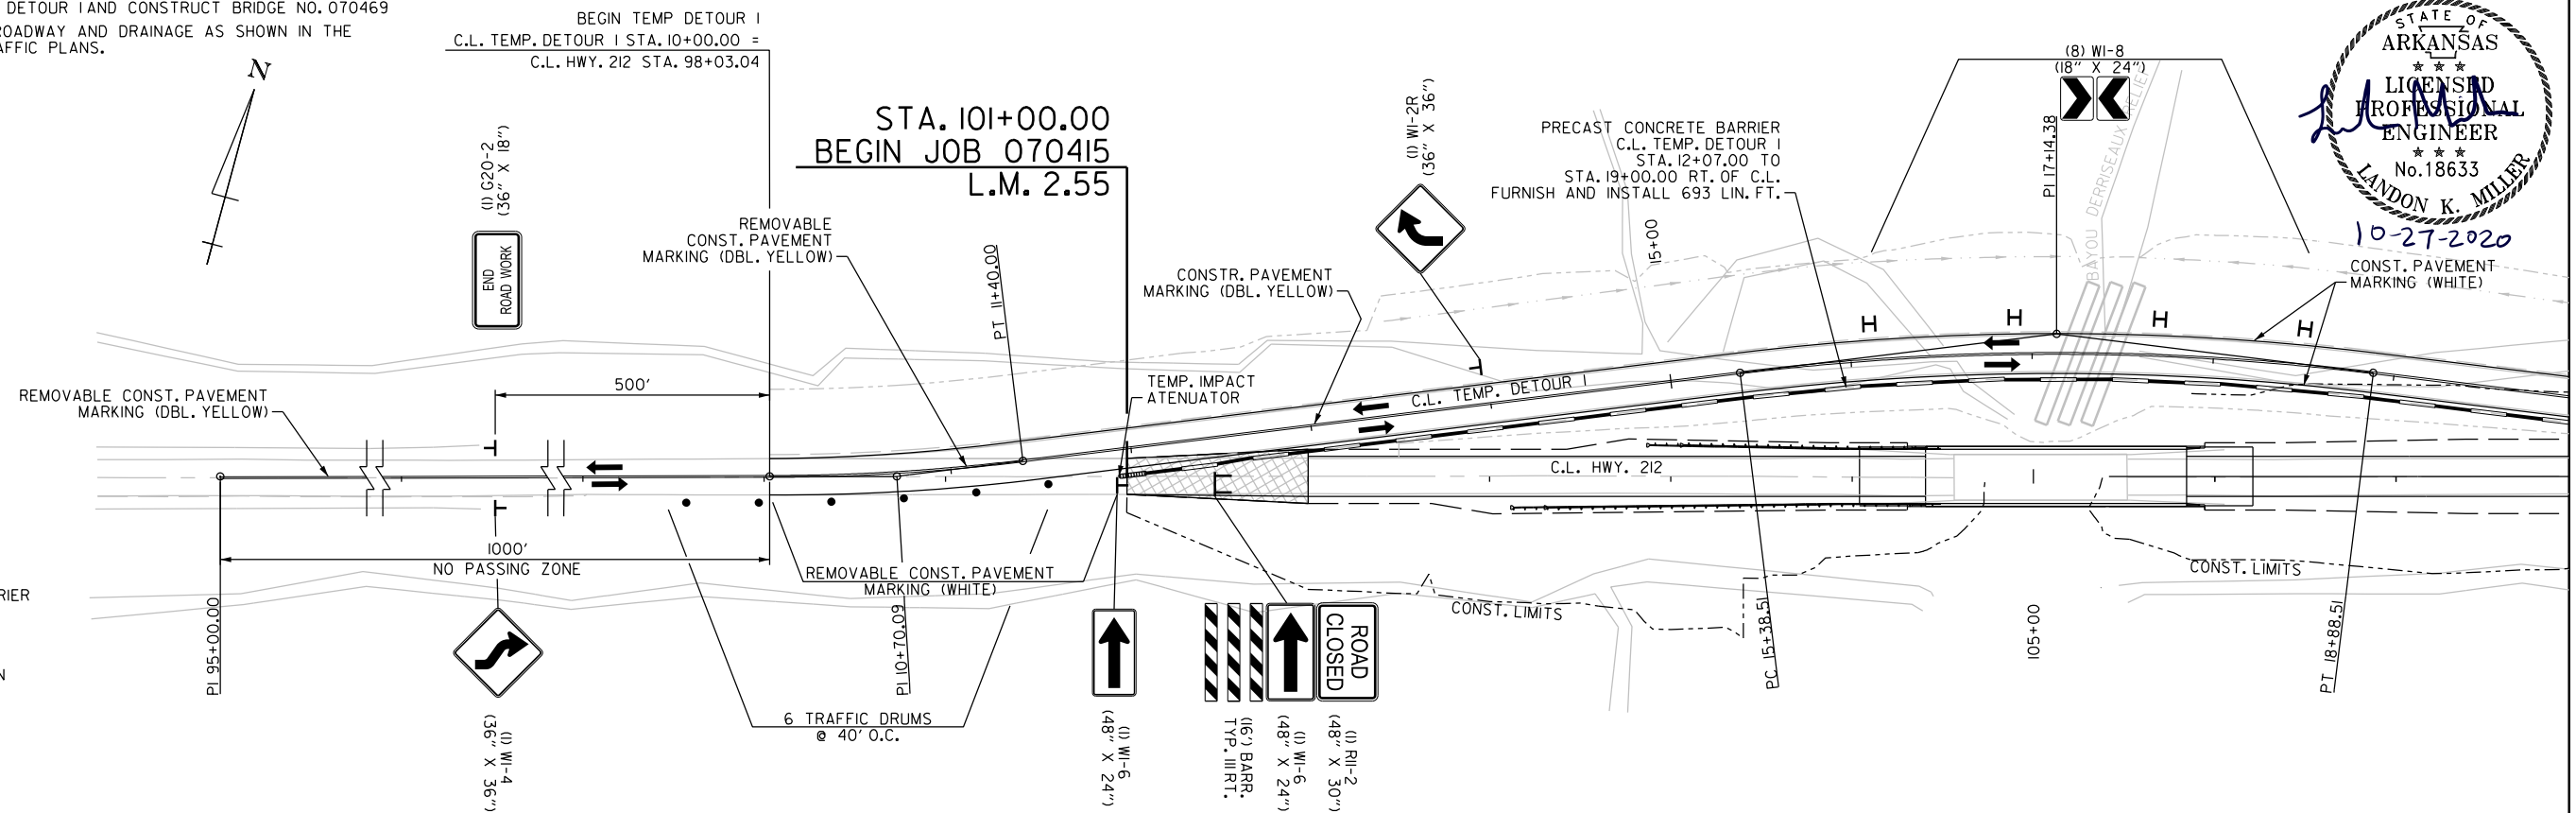 DETOUR 1 AND CONSTRUCT BRIDGE NO. 070469
ROADWAY AND DRAINAGE AS SHOWN IN THE
AFFIC PLANS.
N
BEGIN TEMP DETOUR 1
C.L. TEMP. DETOUR 1 STA. 10+00.00 =
C.L. HWY. 212 STA. 98+03.04
STA. 101+00.00
BEGIN JOB 070415
L.M. 2.55
(1) G20-2
(36" X 18")
END
ROAD WORK
REMOVABLE
CONST. PAVEMENT
MARKING (DBL. YELLOW)
PT 11+40.00
(1) W1-2R
(36" X 36")
CONSTR. PAVEMENT
MARKING (DBL. YELLOW)
PRECAST CONCRETE BARRIER
C.L. TEMP. DETOUR 1
STA. 12+07.00 TO
STA. 19+00.00 RT. OF C.L.
FURNISH AND INSTALL 693 LIN. FT.
15+00
(8) W1-8
(18" X 24")
PI 17+14.38
BAYOU DERRISEAUX RELIEF
STATE OF
ARKANSAS
LICENSED
PROFESSIONAL
ENGINEER
No. 18633
LANDON K. MILLER
10-27-2020
CONST. PAVEMENT
MARKING (WHITE)
H H H H
REMOVABLE CONST. PAVEMENT
MARKING (DBL. YELLOW)
500'
TEMP. IMPACT
ATENUATOR
C.L. TEMP. DETOUR 1
C.L. HWY. 212
1000'
NO PASSING ZONE
REMOVABLE CONST. PAVEMENT
MARKING (WHITE)
CONST. LIMITS
CONST. LIMITS
RIER
N
PI 95+00.00
PI 10+70.09
PC 15+38.51
105+00
PT 18+88.51
6 TRAFFIC DRUMS
@ 40' O.C.
(1) W1-4
(36" X 36")
(1) W1-6
(48" X 24")
(16') BARR.
TYP. III RT.
(1) W1-6
(48" X 24")
ROAD
CLOSED
(1) R11-2
(48" X 30")